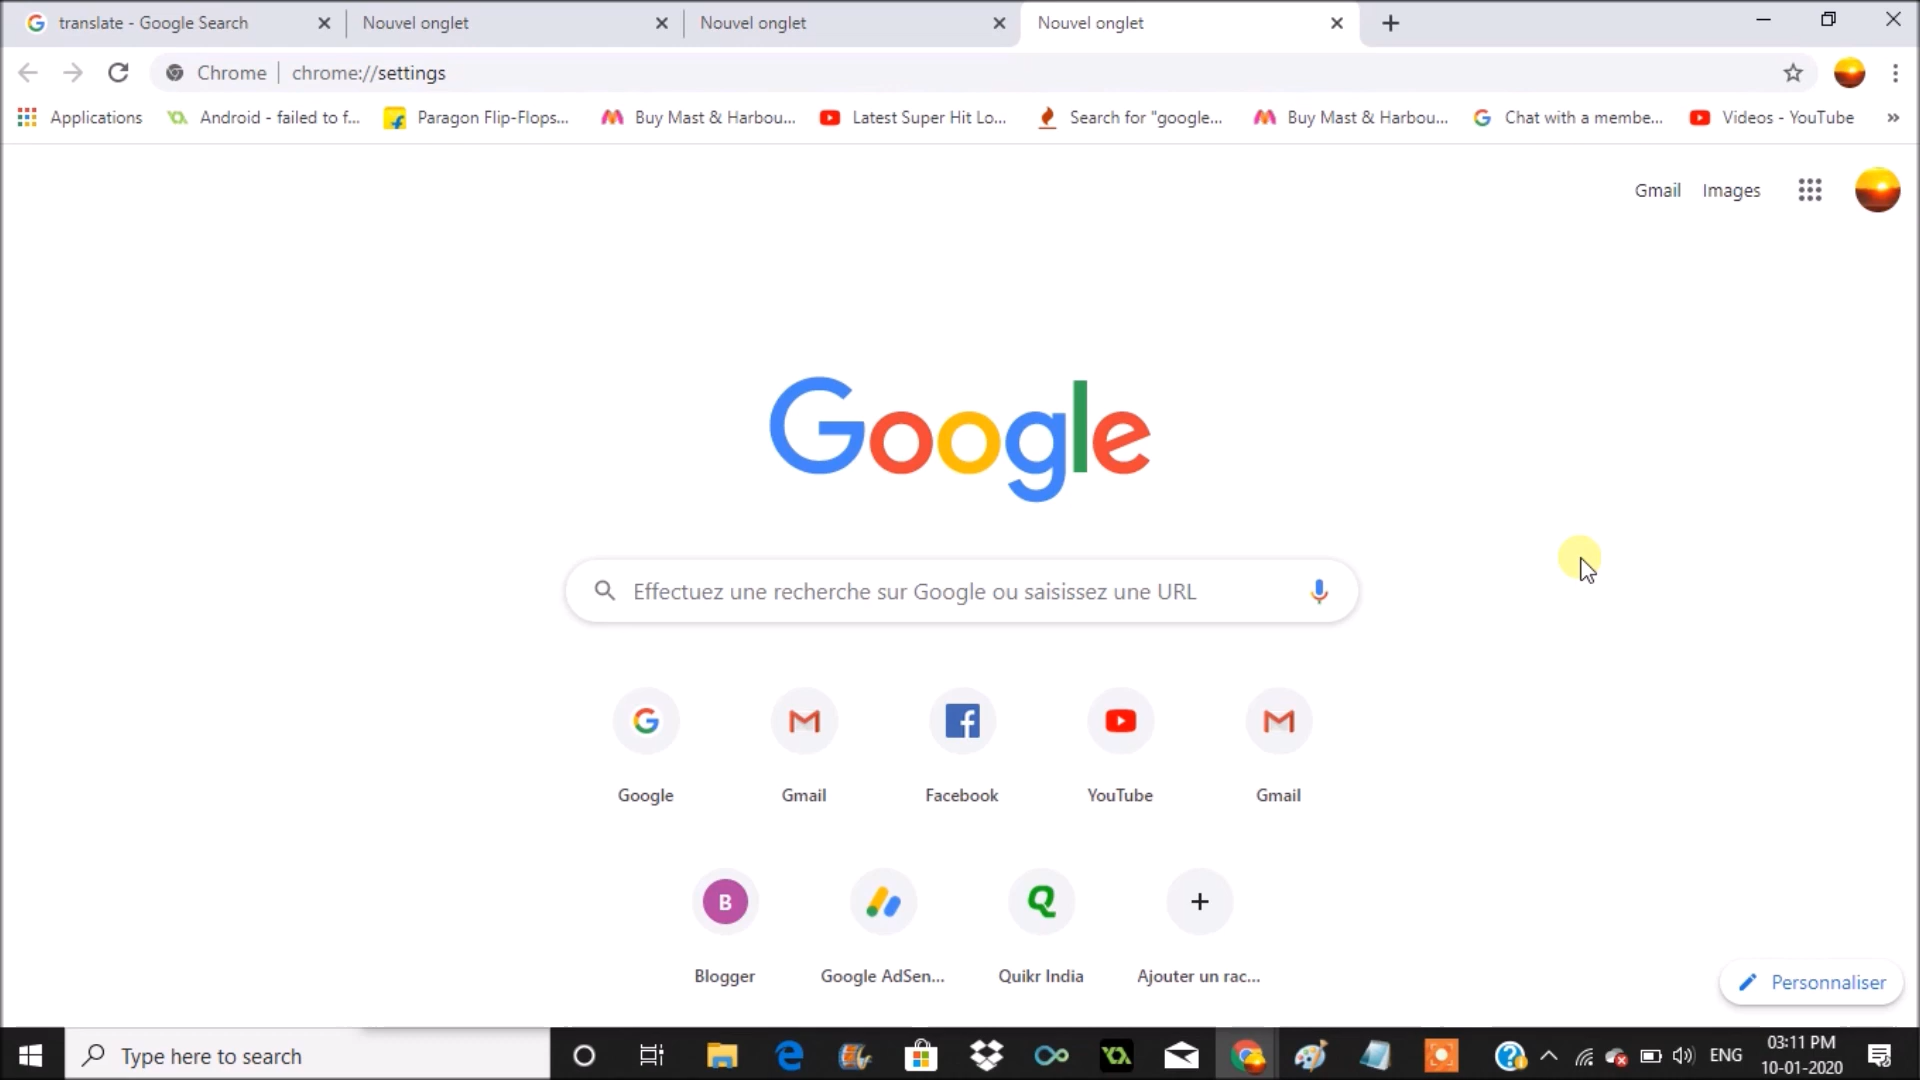 translate - Google Search
Nouvel onglet
Nouvel onglet
Nouvel onglet
Chrome | chrome://settings
Applications
Android - failed to f...
Paragon Flip-Flops...
Buy Mast & Harbou...
Latest Super Hit Lo...
Search for "google...
Buy Mast & Harbou...
Chat with a membe...
Videos - YouTube
»
Gmail
Images
Google
Effectuez une recherche sur Google ou saisissez une URL
Google
Gmail
Facebook
YouTube
Gmail
B
Blogger
Google AdSen...
Quikr India
Ajouter un rac...
Personnaliser
Type here to search
ENG
03:11 PM
10-01-2020